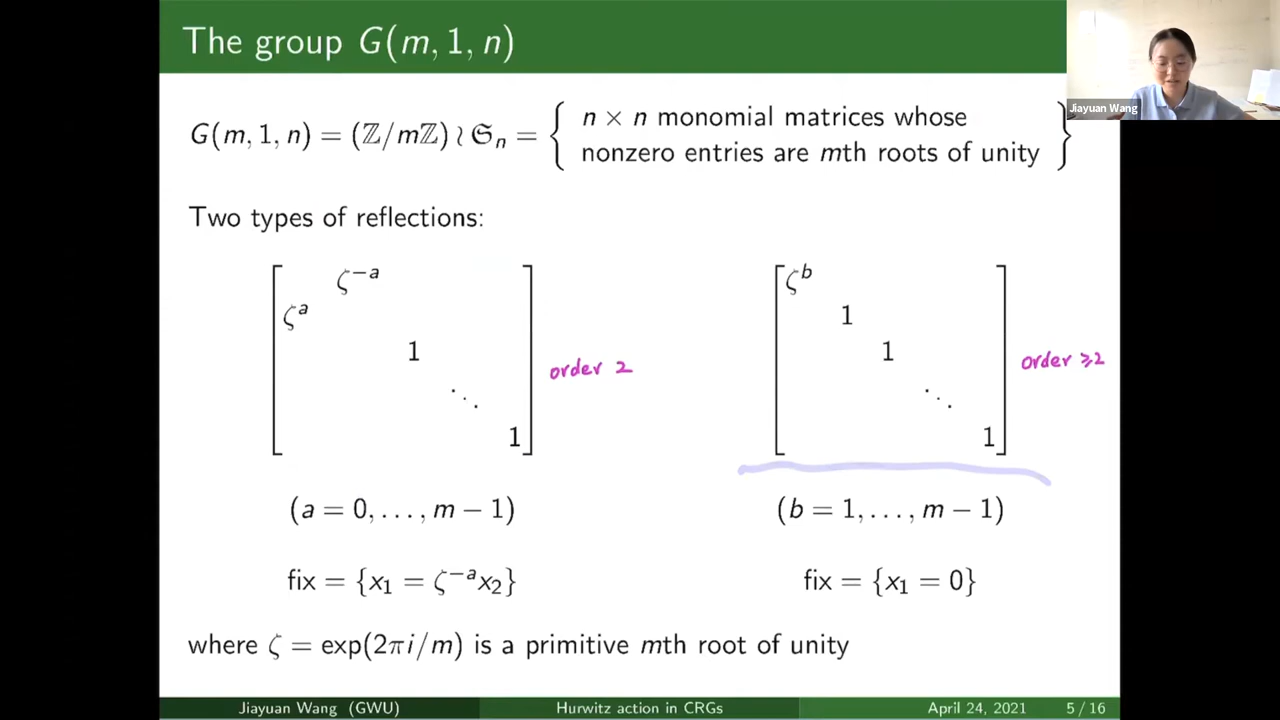 The group G(m, 1, n)
Jiayuan Wang
G(m, 1, n) = (ℤ/mℤ) ≀ 𝔖ₙ = { n × n monomial matrices whose
nonzero entries are mth roots of unity }
Two types of reflections:
ζ⁻ᵃ
ζᵃ
1
⋱
1
order 2
ζᵇ
1
1
⋱
1
order ⩾2
(a = 0, . . . , m − 1)
(b = 1, . . . , m − 1)
fix = {x₁ = ζ⁻ᵃx₂}
fix = {x₁ = 0}
where ζ = exp(2πi/m) is a primitive mth root of unity
Jiayuan Wang (GWU)
Hurwitz action in CRGs
April 24, 2021
5 / 16